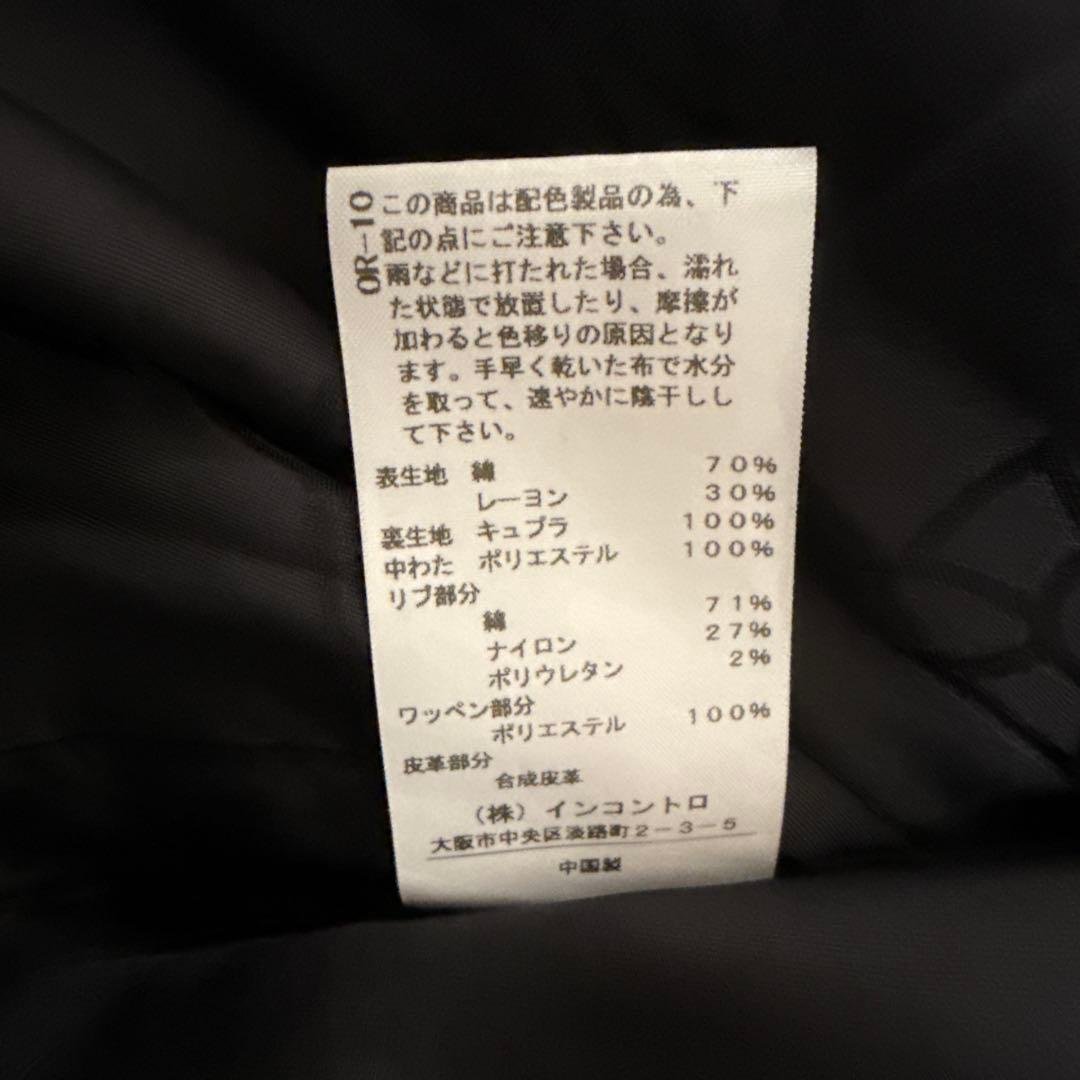 OR-10
この商品は配色製品の為、下
記の点にご注意下さい。
雨などに打たれた場合、濡れ
た状態で放置したり、摩擦が
加わると色移りの原因となり
ます。手早く乾いた布で水分
を取って、速やかに陰干しし
て下さい。
表生地 綿 70%
レーヨン 30%
裏生地 キュプラ 100%
中わた ポリエステル 100%
リブ部分
綿 71%
ナイロン 27%
ポリウレタン 2%
ワッペン部分
ポリエステル 100%
皮革部分
合成皮革
(株)インコントロ
大阪市中央区淡路町2-3-5
中国製